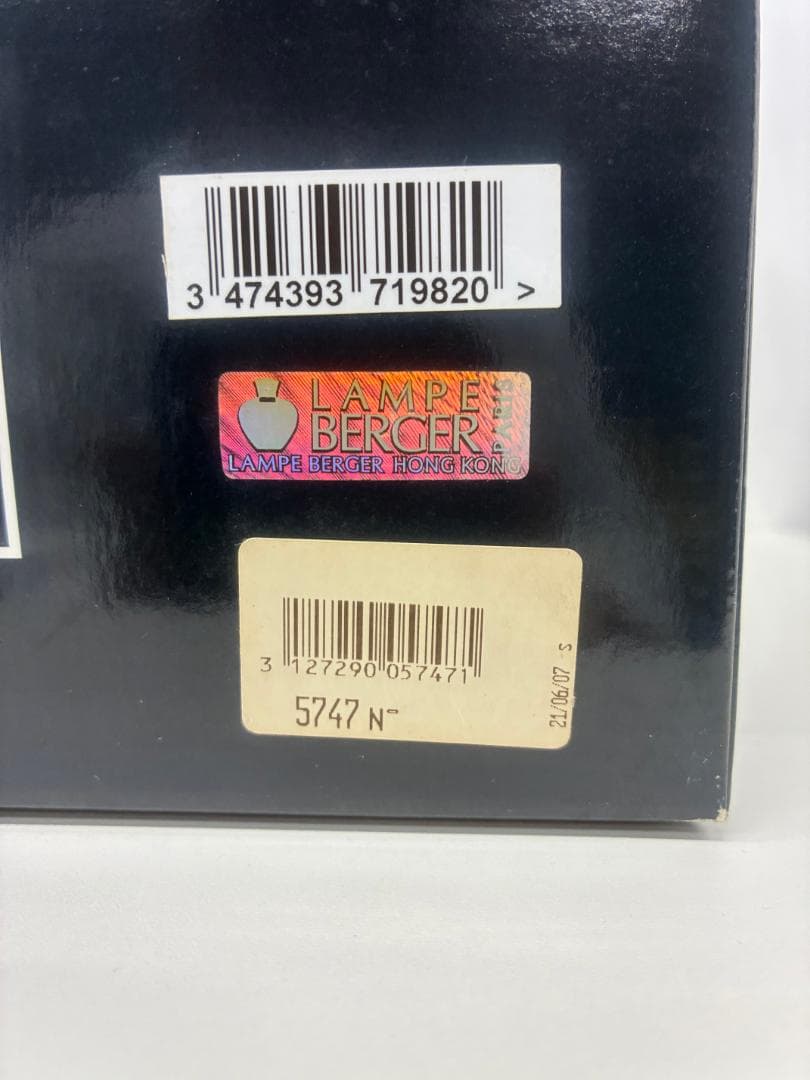 3 474393 719820 >
LAMPE
BERGER
PARIS
LAMPE BERGER HONG KONG
3 127290 057471
5747 N-
21/06/07 S